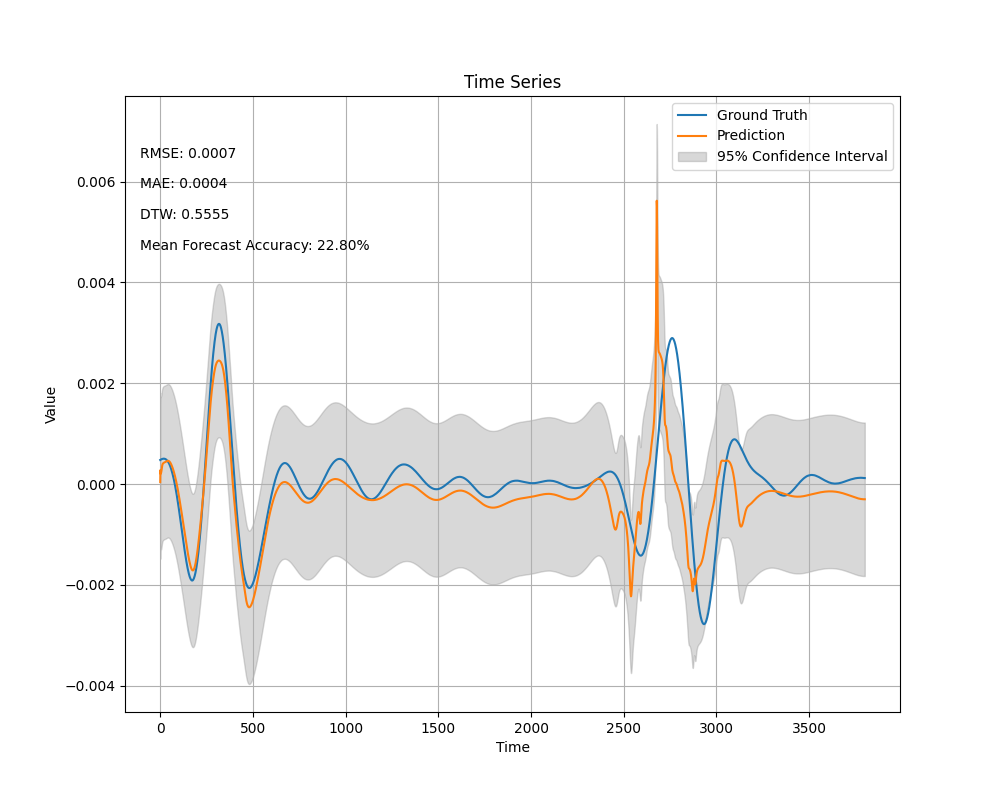 Time Series
Ground Truth
Prediction
95% Confidence Interval
RMSE: 0.0007
MAE: 0.0004
DTW: 0.5555
Mean Forecast Accuracy: 22.80%
Value
0.006
0.004
0.002
0.000
−0.002
−0.004
0 500 1000 1500 2000 2500 3000 3500
Time